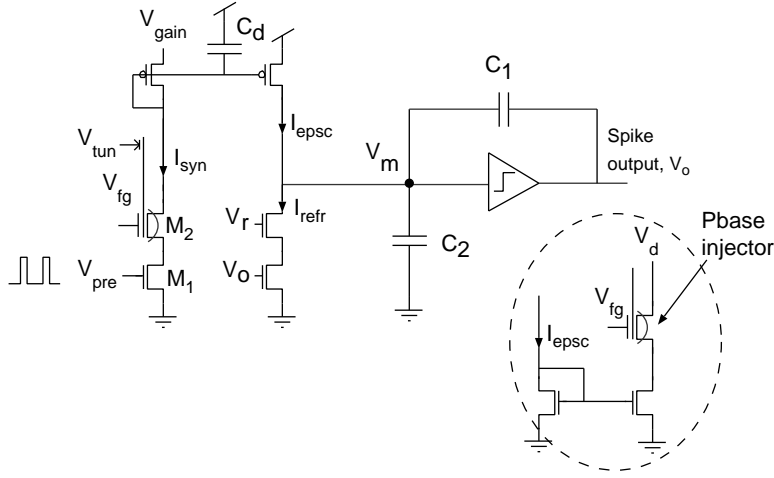 V_gain
C_d
C_1
I_epsc
V_tun
I_syn
V_m
Spike
output, V_o
V_fg
M_2
V_r
I_refr
C_2
V_pre
M_1
V_o
Pbase
injector
V_d
V_fg
I_epsc